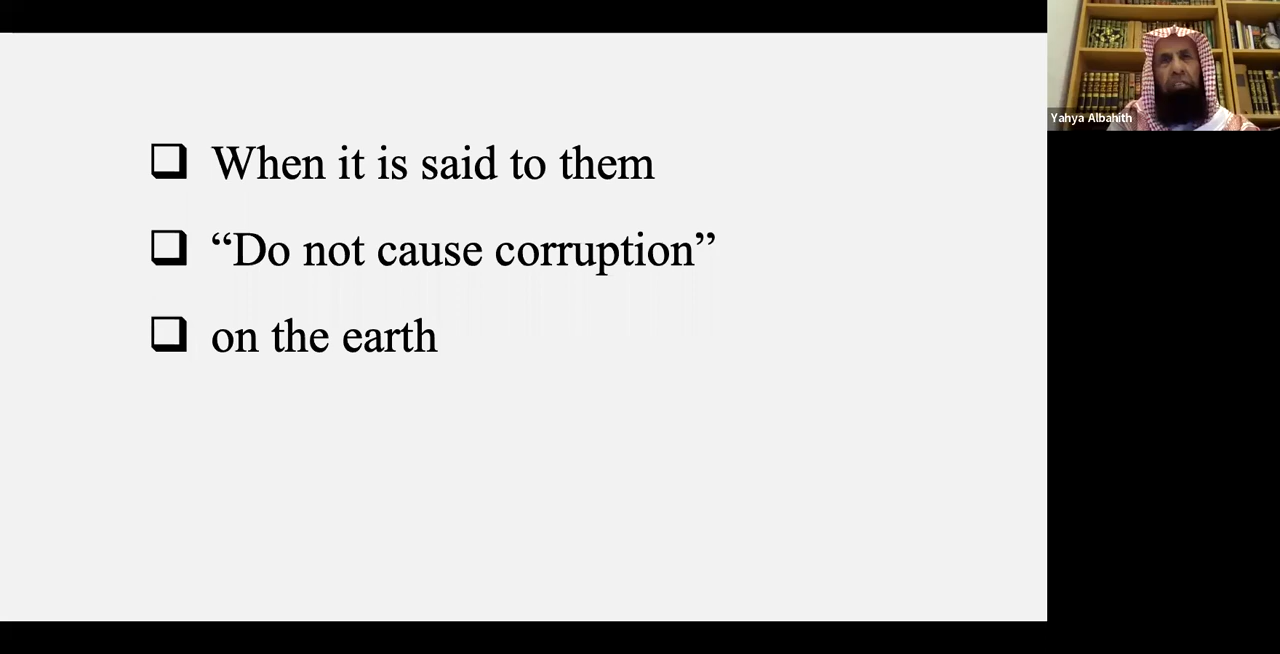 When it is said to them
“Do not cause corruption”
on the earth
Yahya Albahith